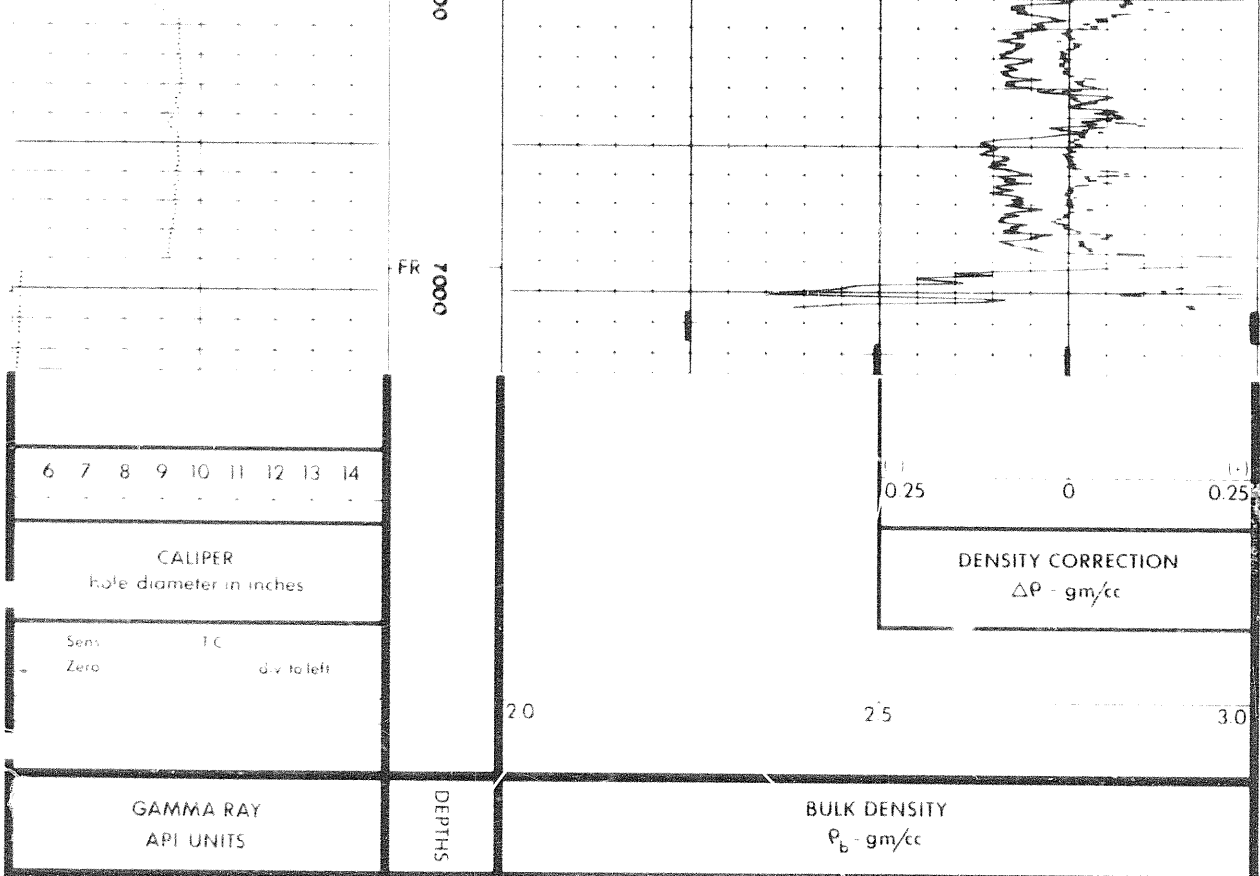 00
FR 7000
6 7 8 9 10 11 12 13 14
(-) (+)
0.25 0 0.25
CALIPER
hole diameter in inches
DENSITY CORRECTION
Δρ - gm/cc
Sens T C
Zero div to left
2.0 2.5 3.0
GAMMA RAY
API UNITS
DEPTHS
BULK DENSITY
ρb - gm/cc